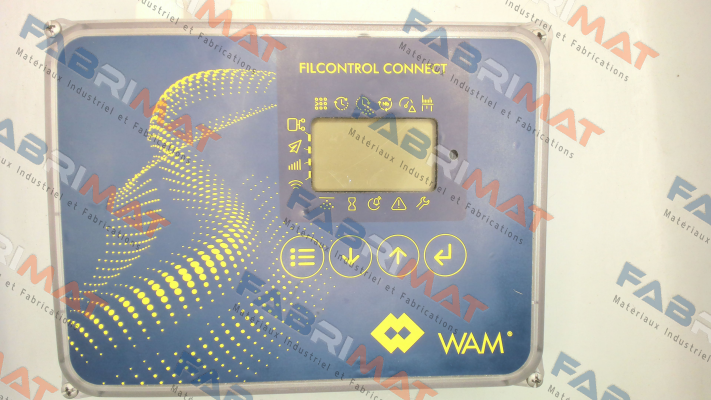 FILCONTROL CONNECT
WAM®
FABRIMAT
Matériaux Industriel et Fabrications